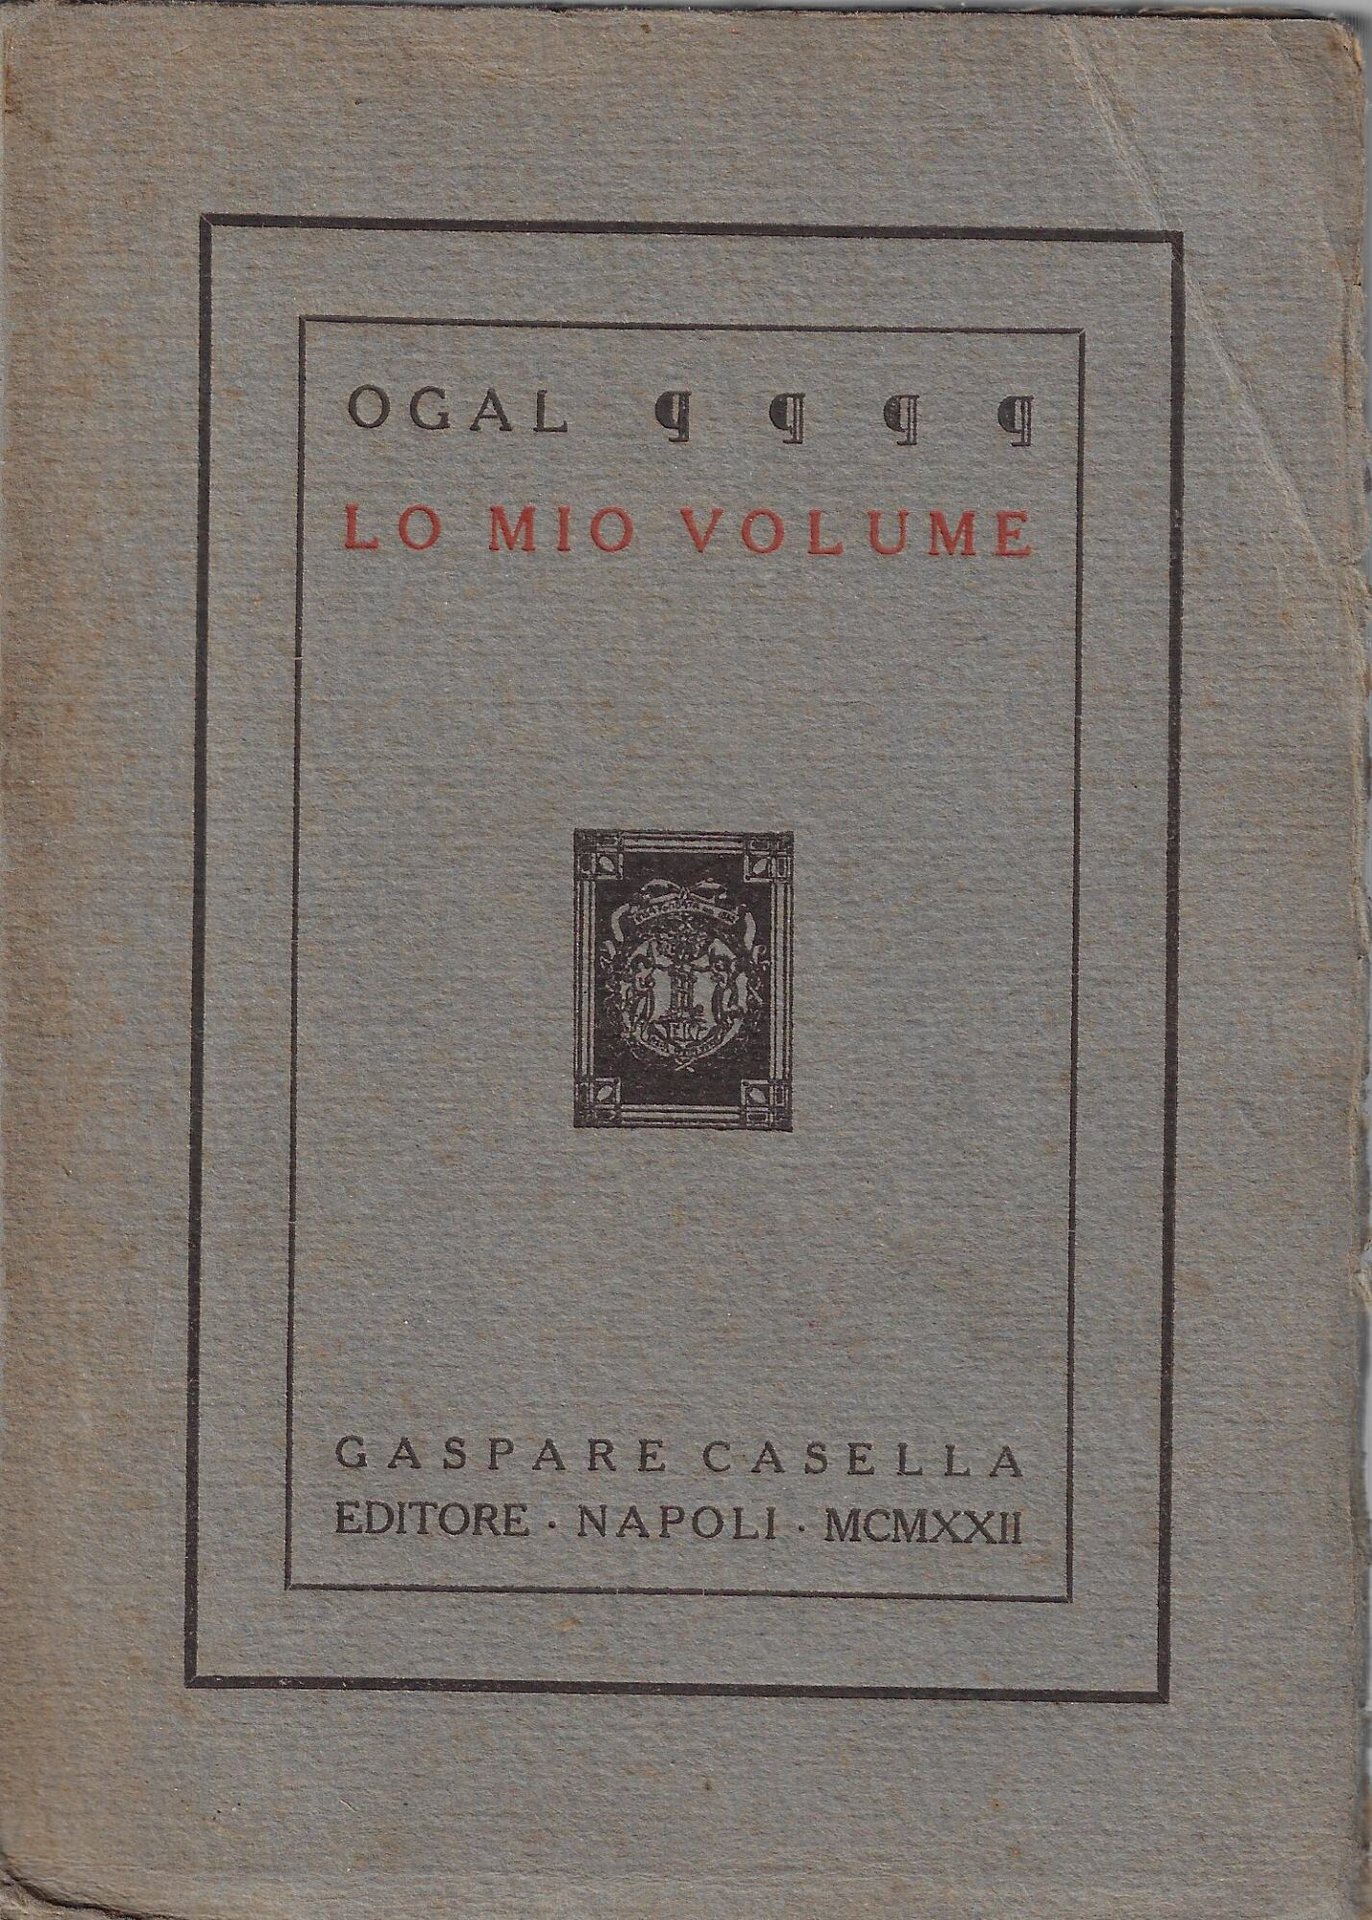 OGAL ¶ ¶ ¶ ¶
LO MIO VOLUME
GASPARE CASELLA
EDITORE · NAPOLI · MCMXXII